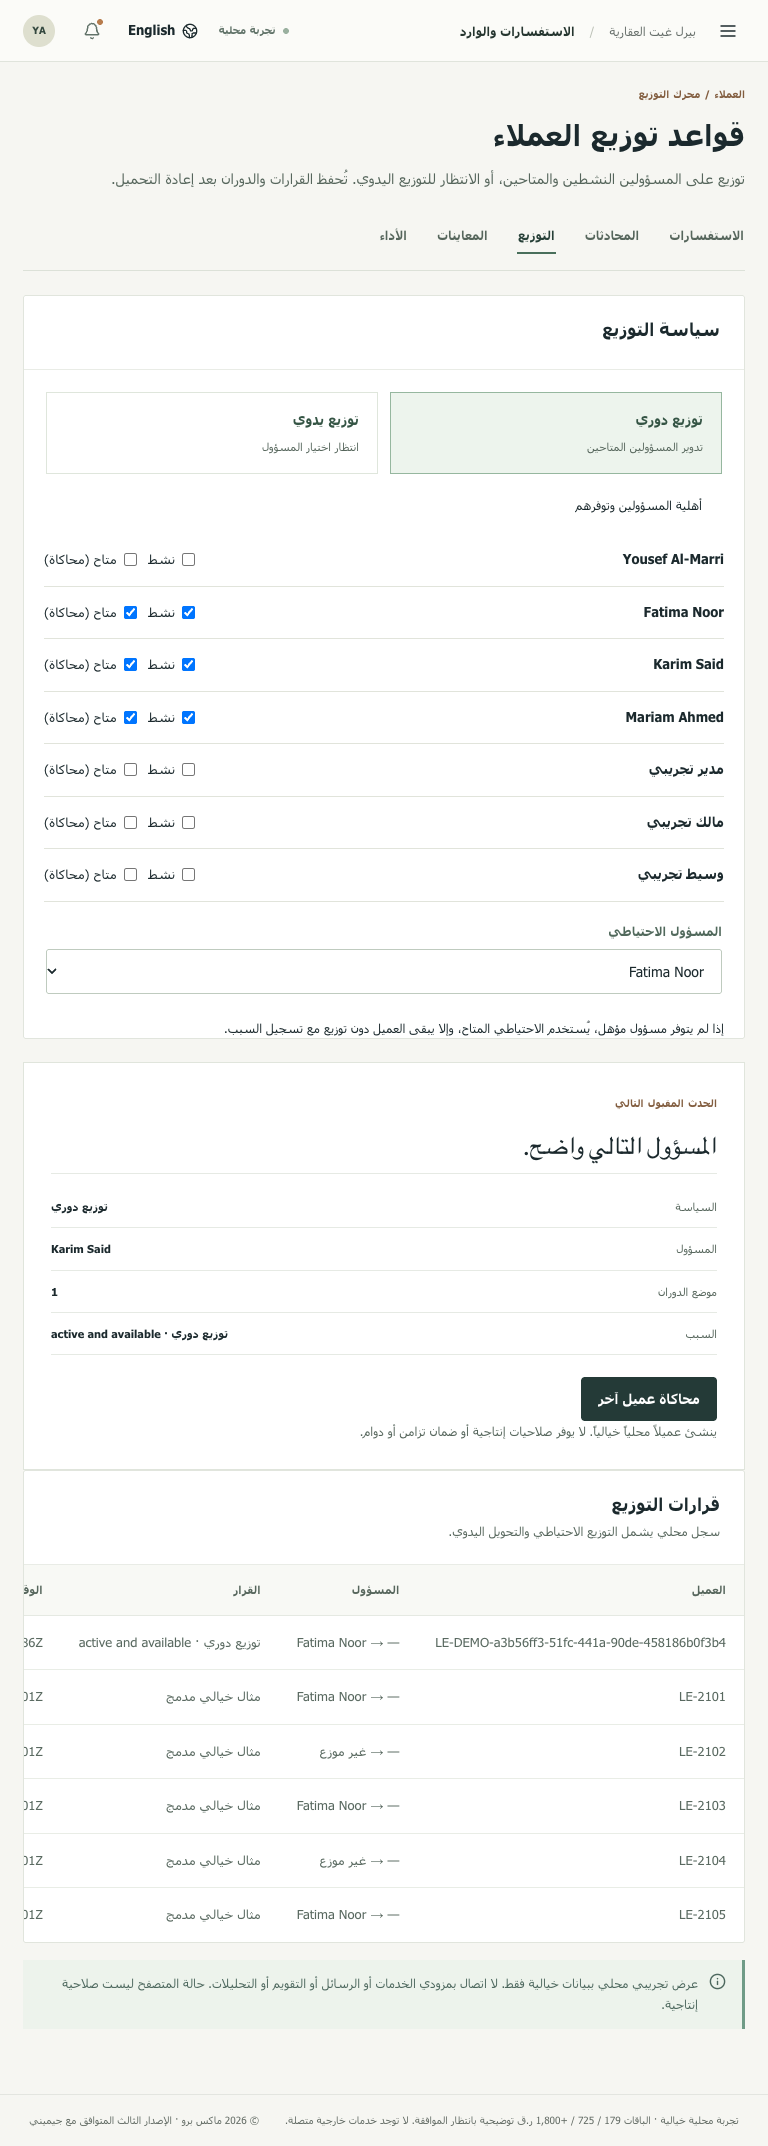 بيرل غيت العقارية / الاستفسارات والوارد
تجربة محلية
English
YA
العملاء / محرك التوزيع
قواعد توزيع العملاء
توزيع على المسؤولين النشطين والمتاحين، أو الانتظار للتوزيع اليدوي. تُحفظ القرارات والدوران بعد إعادة التحميل.
الاستفسارات المحادثات التوزيع المعاينات الأداء
سياسة التوزيع
توزيع دوري
تدوير المسؤولين المتاحين
توزيع يدوي
انتظار اختيار المسؤول
أهلية المسؤولين وتوفرهم
Yousef Al-Marri نشط متاح (محاكاة)
Fatima Noor نشط متاح (محاكاة)
Karim Said نشط متاح (محاكاة)
Mariam Ahmed نشط متاح (محاكاة)
مدير تجريبي نشط متاح (محاكاة)
مالك تجريبي نشط متاح (محاكاة)
وسيط تجريبي نشط متاح (محاكاة)
المسؤول الاحتياطي
Fatima Noor
إذا لم يتوفر مسؤول مؤهل، يُستخدم الاحتياطي المتاح، وإلا يبقى العميل دون توزيع مع تسجيل السبب.
الحدث المقبول التالي
المسؤول التالي واضح.
السياسة توزيع دوري
المسؤول Karim Said
موضع الدوران 1
السبب توزيع دوري · active and available
محاكاة عميل آخر
ينشئ عميلاً محلياً خيالياً. لا يوفر صلاحيات إنتاجية أو ضمان تزامن أو دوام.
قرارات التوزيع
سجل محلي يشمل التوزيع الاحتياطي والتحويل اليدوي.
العميل المسؤول القرار الوق
LE-DEMO-a3b56ff3-51fc-441a-90de-458186b0f3b4 — → Fatima Noor توزيع دوري · active and available 36Z
LE-2101 — → Fatima Noor مثال خيالي مدمج 01Z
LE-2102 — → غير موزع مثال خيالي مدمج 01Z
LE-2103 — → Fatima Noor مثال خيالي مدمج 01Z
LE-2104 — → غير موزع مثال خيالي مدمج 01Z
LE-2105 — → Fatima Noor مثال خيالي مدمج 01Z
عرض تجريبي محلي ببيانات خيالية فقط. لا اتصال بمزودي الخدمات أو الرسائل أو التقويم أو التحليلات. حالة المتصفح ليست صلاحية
إنتاجية.
تجربة محلية خيالية · الباقات 179 / 725 / +1,800 ر.ق توضيحية بانتظار الموافقة. لا توجد خدمات خارجية متصلة.
© 2026 ماكس برو · الإصدار الثالث المتوافق مع جيميني